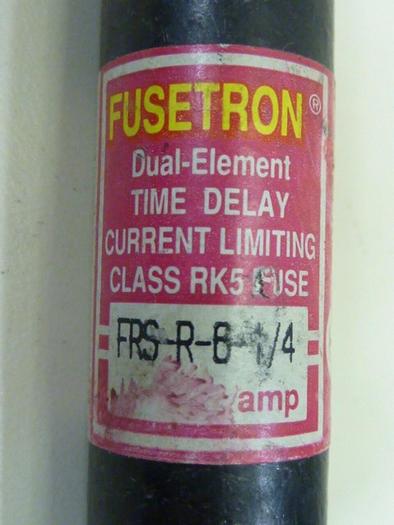 FUSETRON®
Dual-Element
TIME DELAY
CURRENT LIMITING
CLASS RK5 FUSE
FRS-R-6-1/4
amp